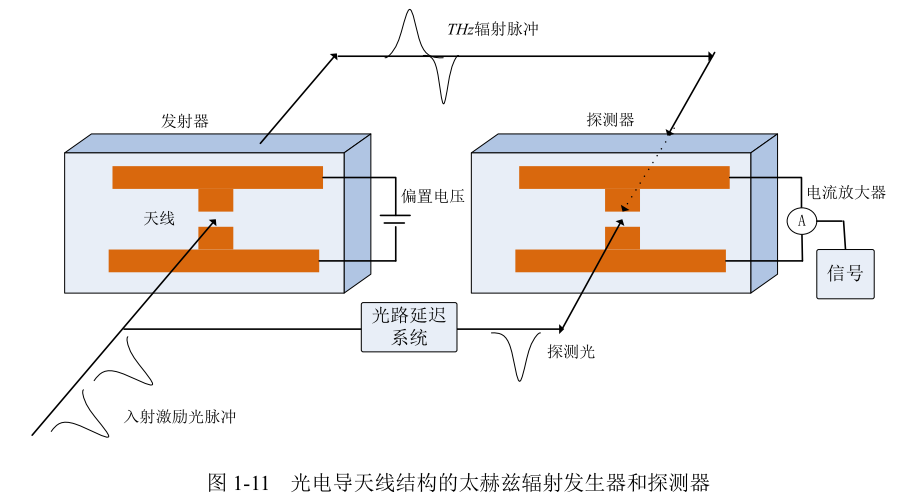 THz辐射脉冲
发射器
探测器
天线
偏置电压
电流放大器
A
信号
光路延迟
系统
探测光
入射激励光脉冲
图 1-11 光电导天线结构的太赫兹辐射发生器和探测器